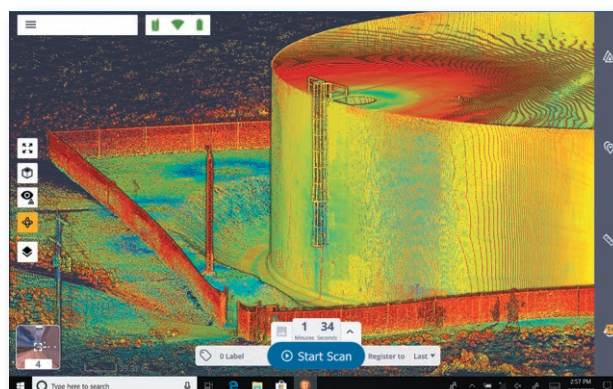 1 34
Minutes Seconds
0 Label
Start Scan
Register to
Last
4
Type here to search
2:57 PM